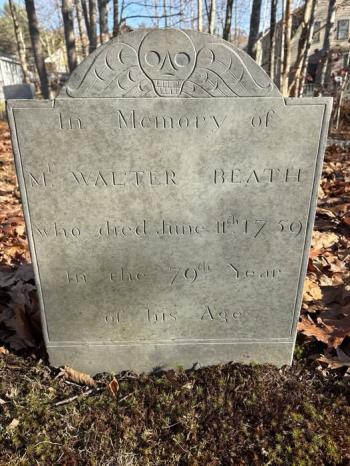 In Memory of
Mr. WALTER BEATH
who died June 11th 1759
In the 79th Year
of his Age